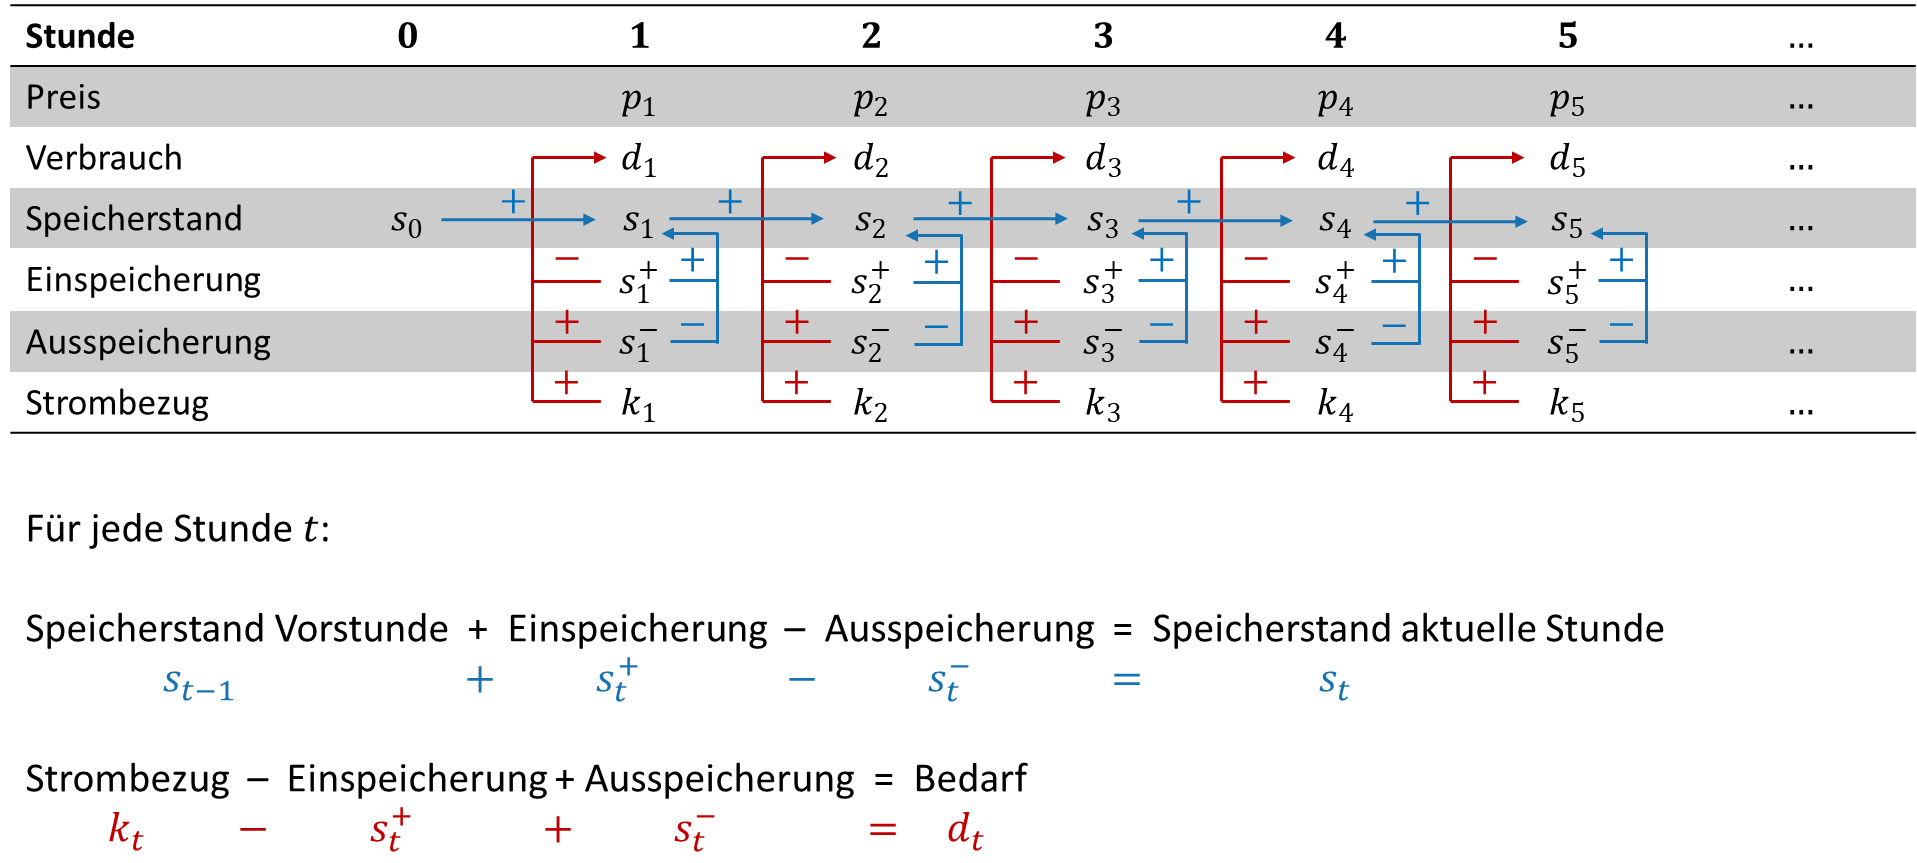 Stunde 0 1 2 3 4 5 ...
Preis p₁ p₂ p₃ p₄ p₅ ...
Verbrauch d₁ d₂ d₃ d₄ d₅ ...
+ + + + +
Speicherstand s₀ s₁ s₂ s₃ s₄ s₅ ...
− + − + − + − + − +
Einspeicherung s₁⁺ s₂⁺ s₃⁺ s₄⁺ s₅⁺ ...
+ − + − + − + − + −
Ausspeicherung s₁⁻ s₂⁻ s₃⁻ s₄⁻ s₅⁻ ...
+ + + + +
Strombezug k₁ k₂ k₃ k₄ k₅ ...
Für jede Stunde t:
Speicherstand Vorstunde + Einspeicherung – Ausspeicherung = Speicherstand aktuelle Stunde
sₜ₋₁ + sₜ⁺ − sₜ⁻ = sₜ
Strombezug – Einspeicherung + Ausspeicherung = Bedarf
kₜ − sₜ⁺ + sₜ⁻ = dₜ